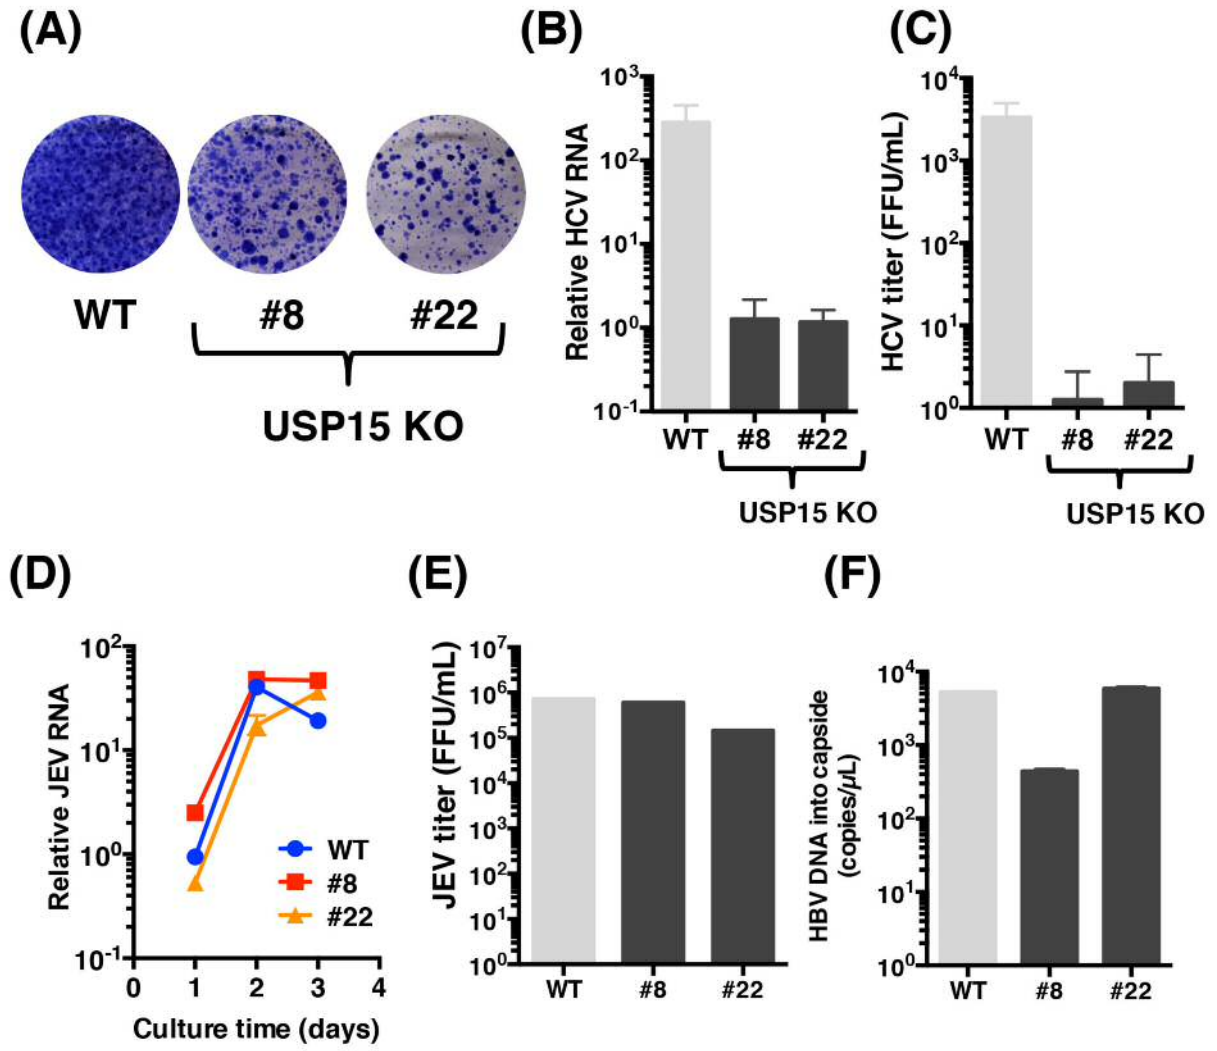 (A)
WT
#8
#22
USP15 KO
(B)
Relative HCV RNA
10³
10²
10¹
10⁰
10⁻¹
WT
#8
#22
USP15 KO
(C)
HCV titer (FFU/mL)
10⁴
10³
10²
10¹
10⁰
WT
#8
#22
USP15 KO
(D)
Relative JEV RNA
10²
10¹
10⁰
10⁻¹
WT
#8
#22
0 1 2 3 4
Culture time (days)
(E)
JEV titer (FFU/mL)
10⁷
10⁶
10⁵
10⁴
10³
10²
10¹
10⁰
WT
#8
#22
(F)
HBV DNA into capside
(copies/µL)
10⁴
10³
10²
10¹
10⁰
WT
#8
#22